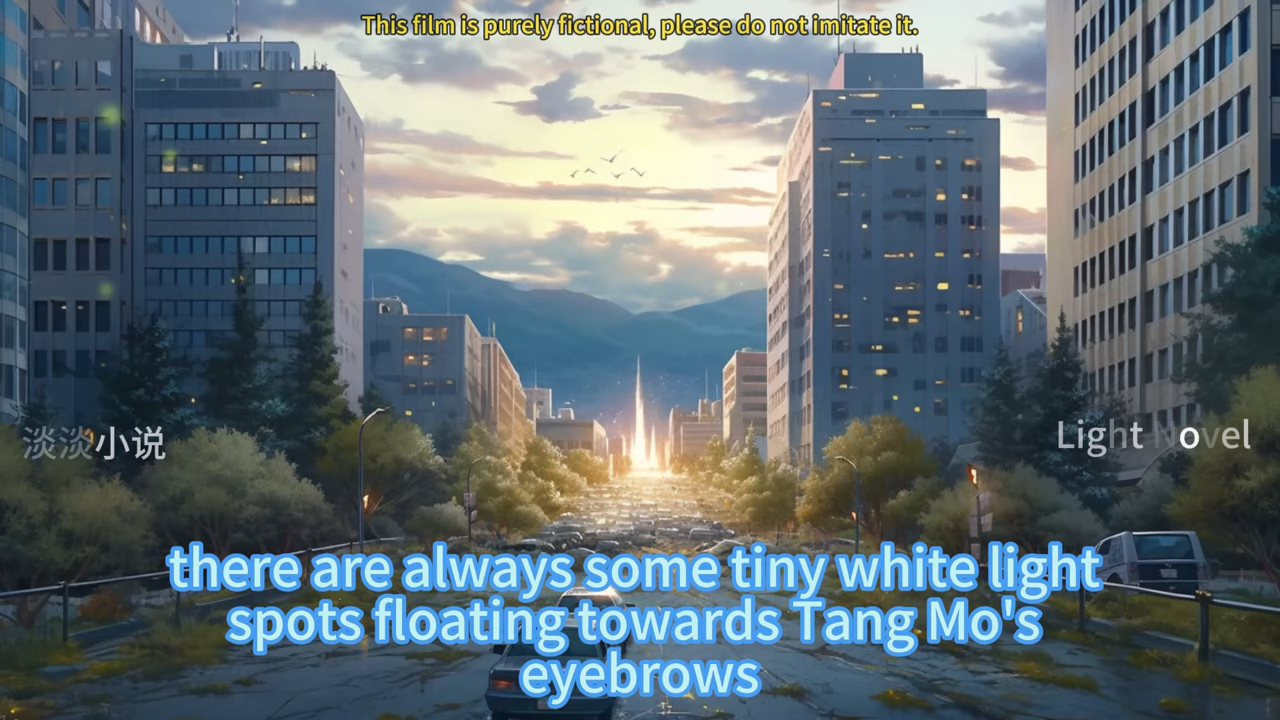 This film is purely fictional, please do not imitate it.
淡淡小说
Light Novel
there are always some tiny white light
spots floating towards Tang Mo's
eyebrows